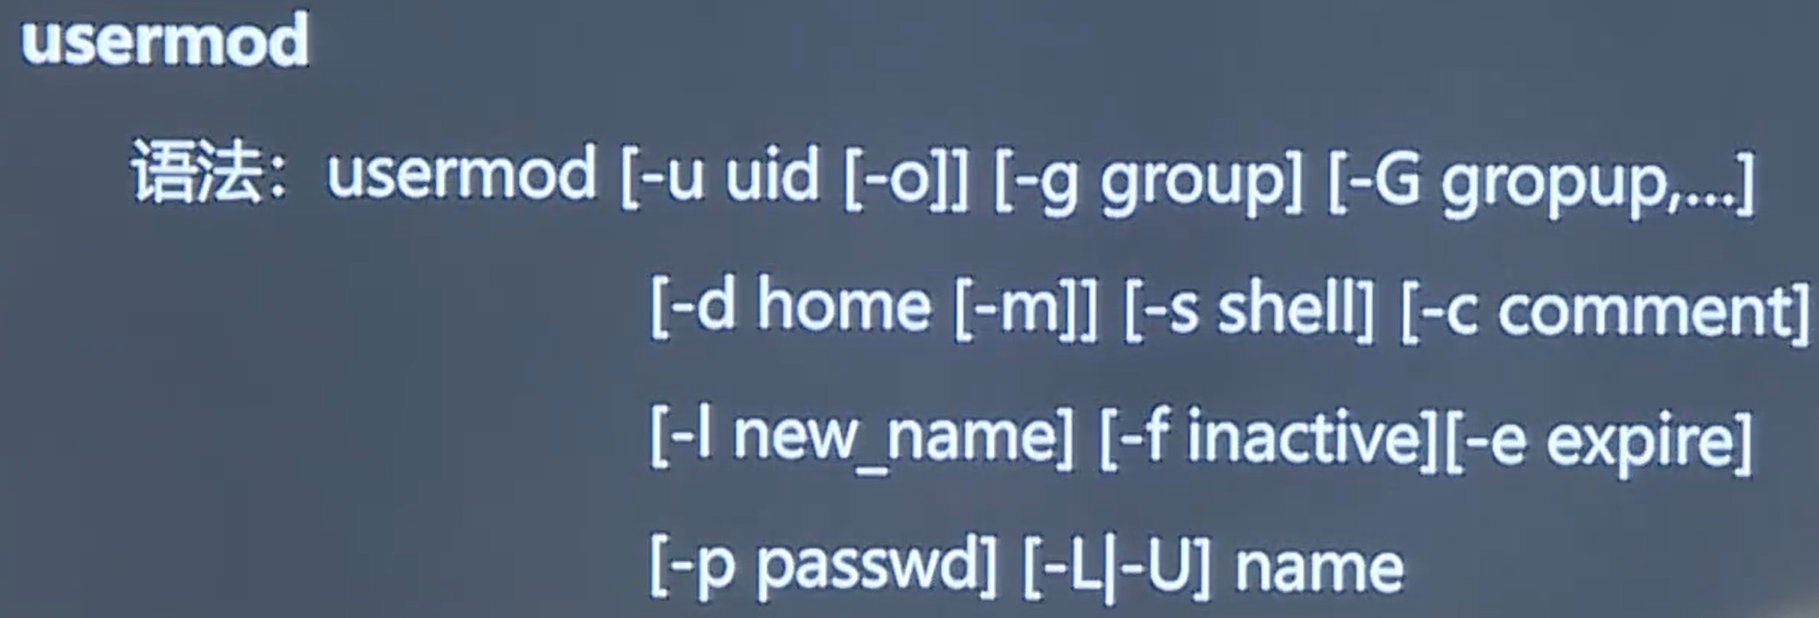 usermod
语法：usermod [-u uid [-o]] [-g group] [-G gropup,...]
[-d home [-m]] [-s shell] [-c comment]
[-l new_name] [-f inactive][-e expire]
[-p passwd] [-L|-U] name